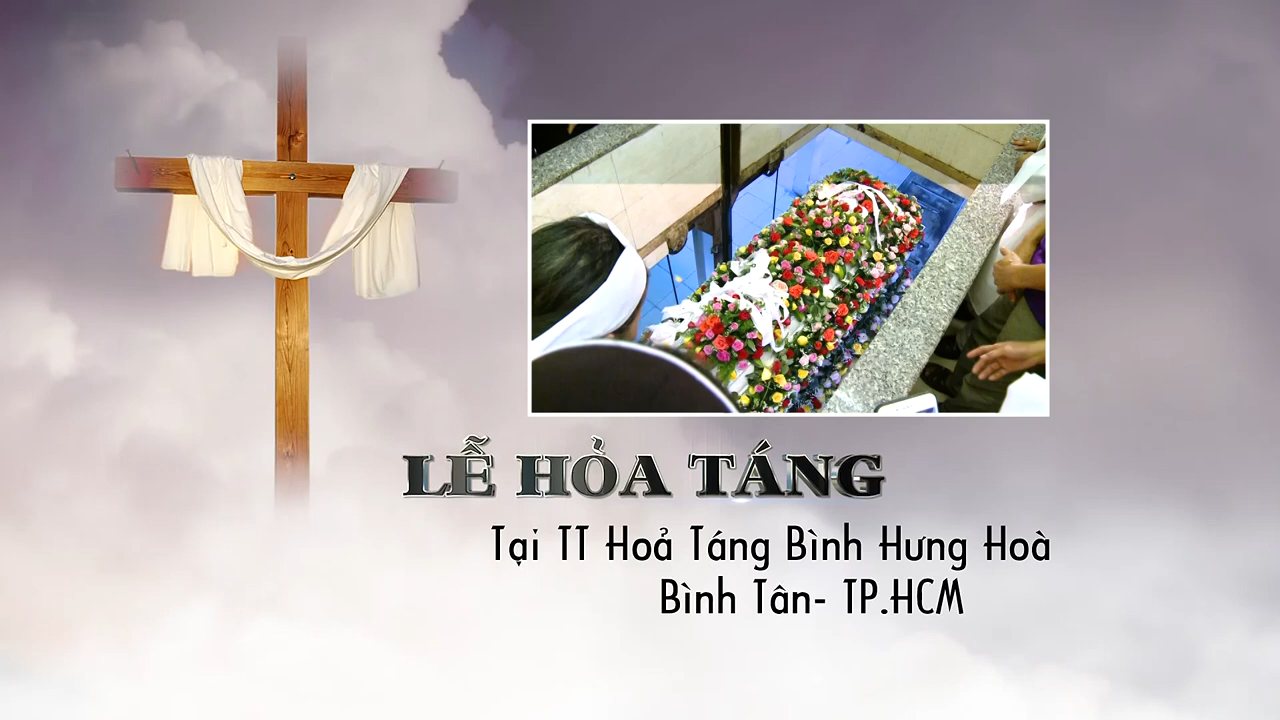 LỄ HỎA TÁNG
Tại TT Hoả Táng Bình Hưng Hoà
Bình Tân- TP.HCM